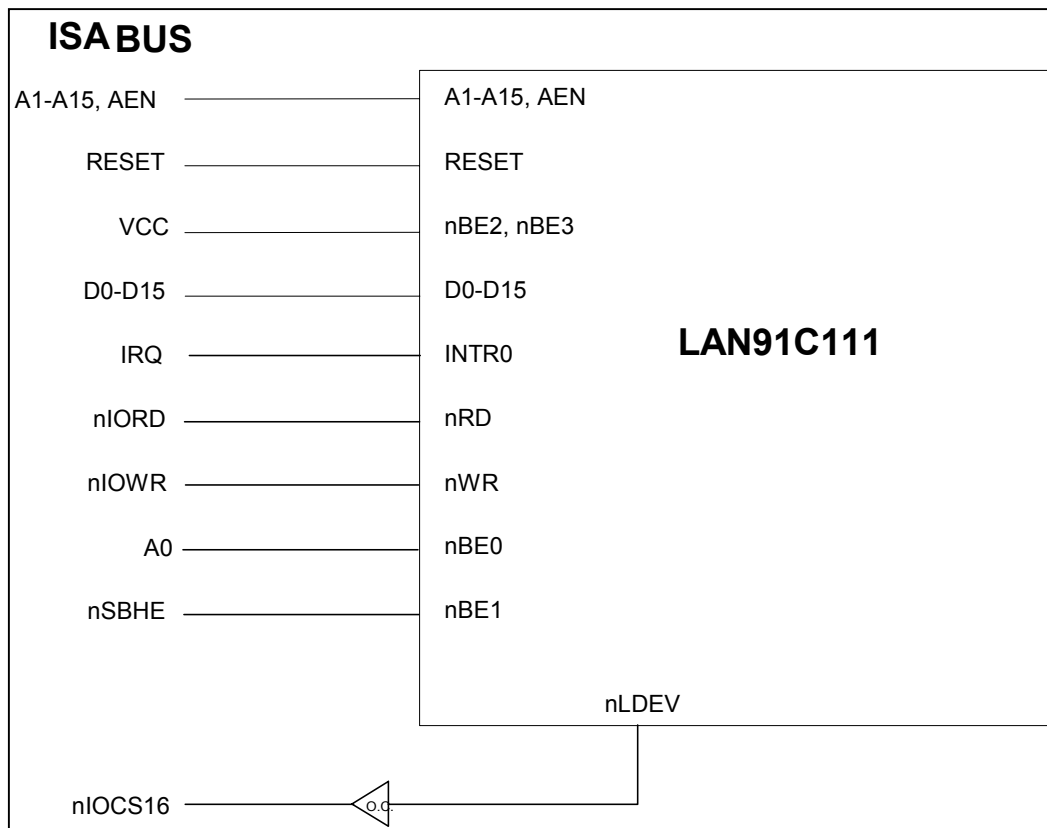 ISA BUS
A1-A15, AEN A1-A15, AEN
RESET RESET
VCC nBE2, nBE3
D0-D15 D0-D15
LAN91C111
IRQ INTR0
nIORD nRD
nIOWR nWR
A0 nBE0
nSBHE nBE1
nLDEV
nIOCS16 O.C.